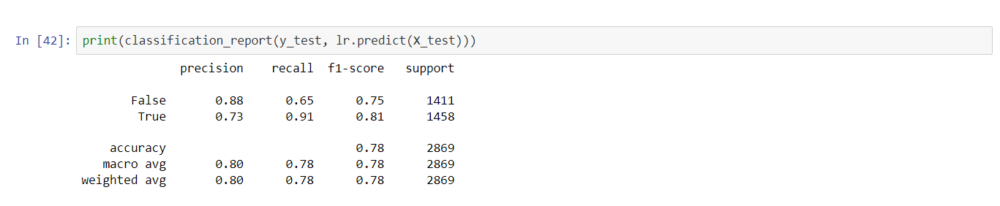 In [42]: print(classification_report(y_test, lr.predict(X_test)))
precision recall f1-score support
False 0.88 0.65 0.75 1411
True 0.73 0.91 0.81 1458
accuracy 0.78 2869
macro avg 0.80 0.78 0.78 2869
weighted avg 0.80 0.78 0.78 2869